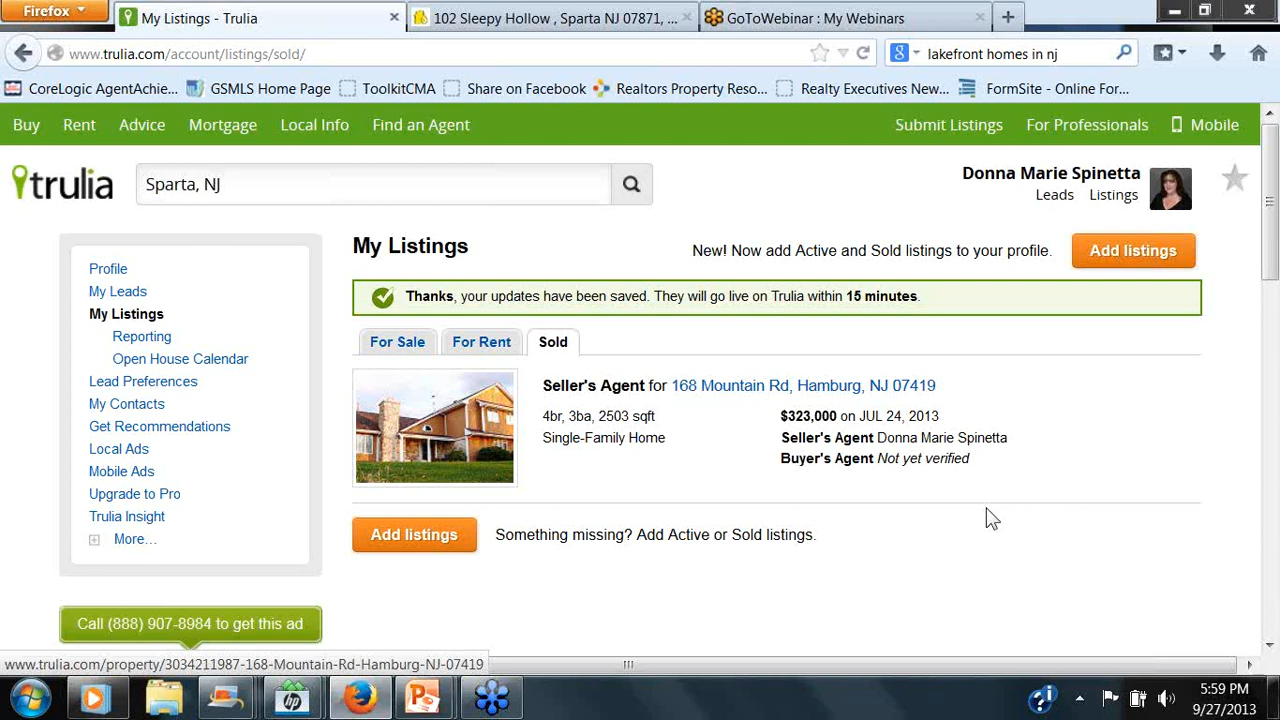 Firefox
My Listings - Trulia
102 Sleepy Hollow , Sparta NJ 07871, ...
GoToWebinar : My Webinars
www.trulia.com/account/listings/sold/
lakefront homes in nj
CoreLogic AgentAchie...
GSMLS Home Page
ToolkitCMA
Share on Facebook
Realtors Property Reso...
Realty Executives New...
FormSite - Online For...
Buy
Rent
Advice
Mortgage
Local Info
Find an Agent
Submit Listings
For Professionals
Mobile
trulia
Sparta, NJ
Donna Marie Spinetta
Leads
Listings
Profile
My Leads
My Listings
Reporting
Open House Calendar
Lead Preferences
My Contacts
Get Recommendations
Local Ads
Mobile Ads
Upgrade to Pro
Trulia Insight
More...
Call (888) 907-8984 to get this ad
My Listings
New! Now add Active and Sold listings to your profile.
Add listings
Thanks, your updates have been saved. They will go live on Trulia within 15 minutes.
For Sale
For Rent
Sold
Seller's Agent for 168 Mountain Rd, Hamburg, NJ 07419
4br, 3ba, 2503 sqft
Single-Family Home
$323,000 on JUL 24, 2013
Seller's Agent Donna Marie Spinetta
Buyer's Agent Not yet verified
Add listings
Something missing? Add Active or Sold listings.
www.trulia.com/property/3034211987-168-Mountain-Rd-Hamburg-NJ-07419
5:59 PM
9/27/2013